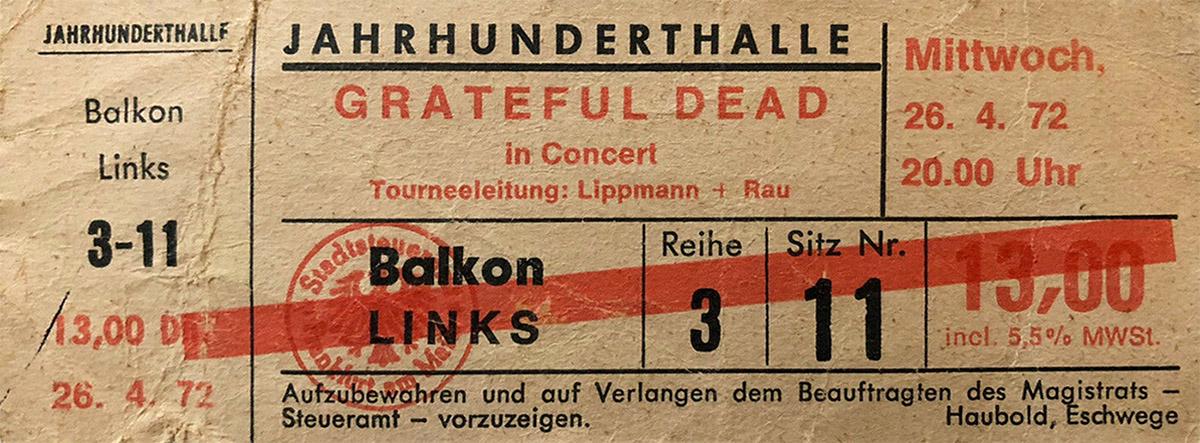 JAHRHUNDERTHALLE
Balkon
Links
3-11
13,00
26. 4. 72
JAHRHUNDERTHALLE
GRATEFUL DEAD
in Concert
Tourneeleitung: Lippmann + Rau
Mittwoch,
26. 4. 72
20.00 Uhr
Stadtsteuer
Balkon
LINKS
am
Reihe
3
Sitz Nr.
11
13,00
incl. 5,5% MWSt.
Aufzubewahren und auf Verlangen dem Beauftragten des Magistrats –
Steueramt – vorzuzeigen. Haubold, Eschwege